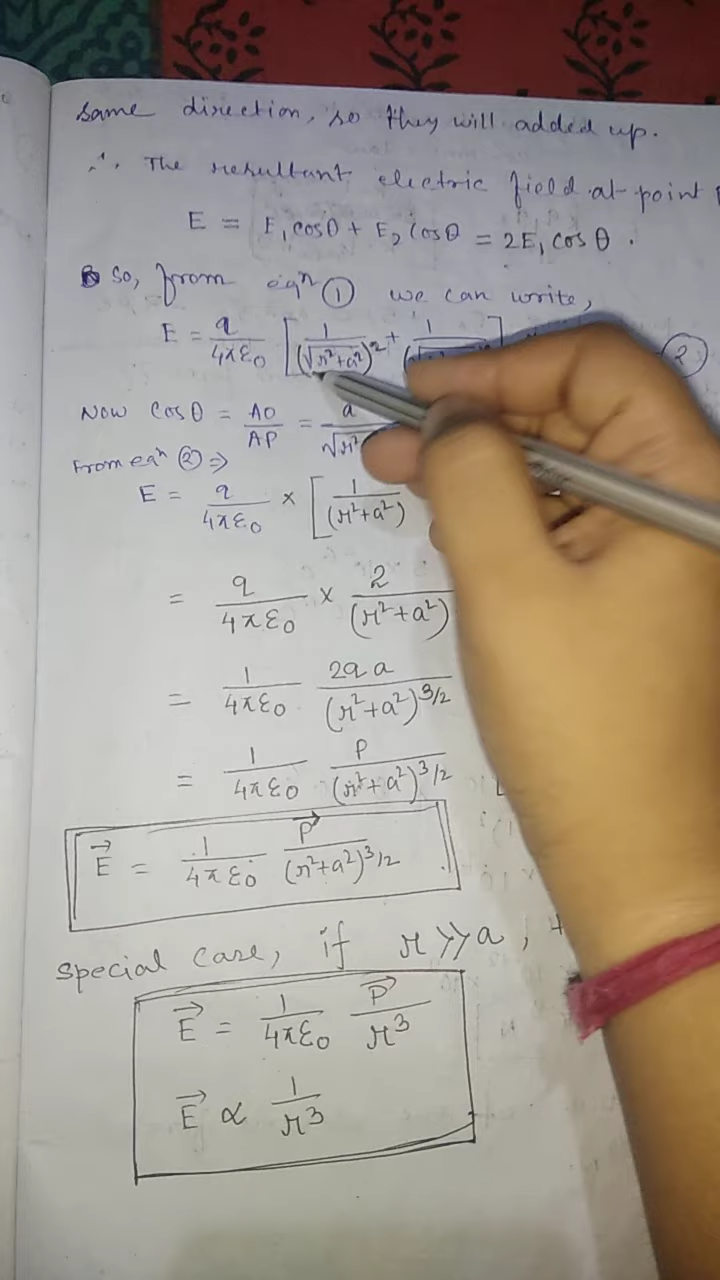 same direction, so they will added up.
∴ The resultant electric field at point
E = E₁cosθ + E₂cosθ = 2E₁cosθ.
So, from eqⁿ ① we can write,
E = q/4πε₀ [1/(√r²+a²)² + 1/(√ ②
Now cosθ = AO/AP = a/√r²
From eqⁿ ② ⇒
E = q/4πε₀ × [1/(r²+a²)
= q/4πε₀ × 2/(r²+a²)
= 1/4πε₀ 2qa/(r²+a²)^3/2
= 1/4πε₀ P/(r²+a²)^3/2
E⃗ = 1/4πε₀ P⃗/(r²+a²)^3/2
special case, if r>>a,
E⃗ = 1/4πε₀ P⃗/r³
E⃗ ∝ 1/r³